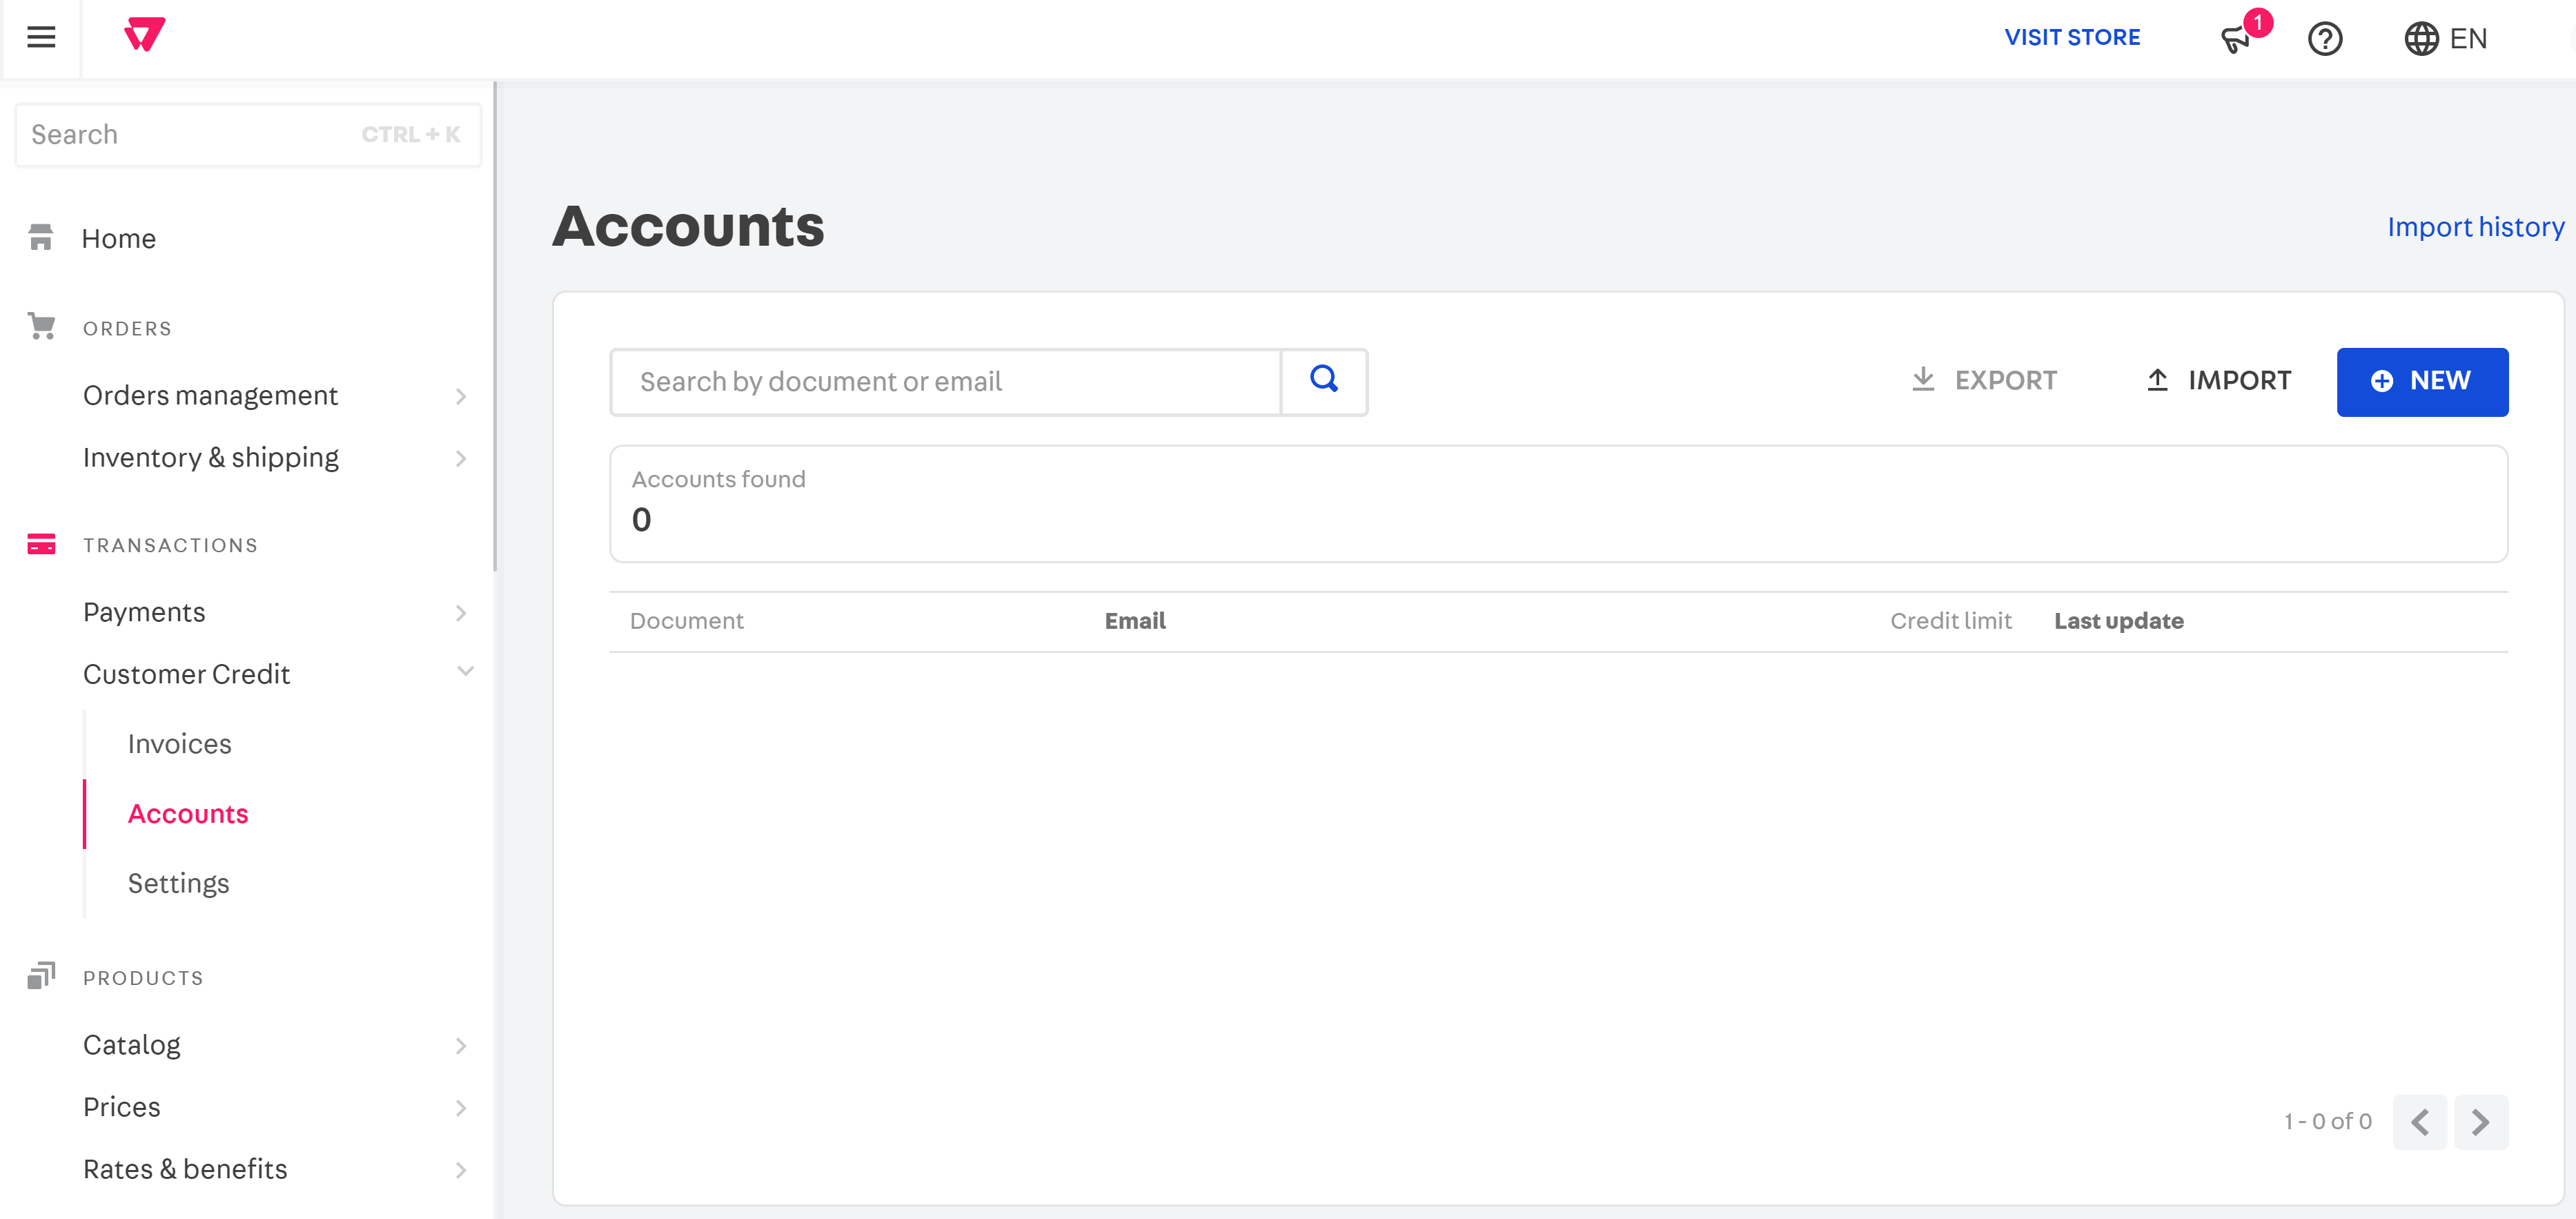 VISIT STORE
1
EN
Search CTRL + K
Home
ORDERS
Orders management
Inventory & shipping
TRANSACTIONS
Payments
Customer Credit
Invoices
Accounts
Settings
PRODUCTS
Catalog
Prices
Rates & benefits
Accounts
Import history
Search by document or email
EXPORT
IMPORT
NEW
Accounts found
0
Document Email Credit limit Last update
1 - 0 of 0